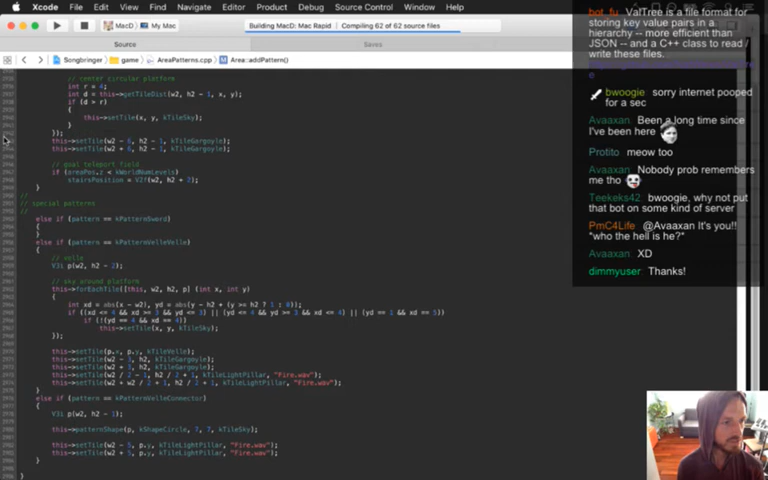 Xcode File Edit View Find Navigate Editor Product Debug Source Control Window Help
MacD My Mac
Building MacD: Mac Rapid Compiling 62 of 62 source files
Source Saves
Songbringer game AreaPatterns.cpp Area::addPattern()
// center circular platform
int r = 4;
int d = this->getTileDist(w2, h2 - 1, x, y);
if (d > r)
{
this->setTile(x, y, kTileSky);
}
});
this->setTile(w2 - 6, h2 - 1, kTileGargoyle);
this->setTile(w2 + 6, h2 - 1, kTileGargoyle);
// goal teleport field
if (areaPos.z < kWorldNumLevels)
stairsPosition = V2f(w2, h2 + 2);
}
//
// special patterns
//
else if (pattern == kPatternSword)
{
}
else if (pattern == kPatternVelleVelle)
{
// velle
V3i p(w2, h2 - 2);
// sky around platform
this->forEachTile([this, w2, h2, p] (int x, int y)
{
int xd = abs(x - w2), yd = abs(y - h2 + (y >= h2 ? 1 : 0));
if ((xd <= 4 && xd >= 3 && yd <= 3) || (yd <= 4 && yd >= 3 && xd <= 4) || (yd == 1 && xd == 5))
if (!(yd == 4 && xd == 4))
this->setTile(x, y, kTileSky);
});
this->setTile(p.x, p.y, kTileVelle);
this->setTile(w2 - 3, h2, kTileGargoyle);
this->setTile(w2 + 3, h2, kTileGargoyle);
this->setTile(w2 / 2 - 1, h2 / 2 + 1, kTileLightPillar, "Fire.wav");
this->setTile(w2 + w2 / 2 + 1, h2 / 2 + 1, kTileLightPillar, "Fire.wav");
}
else if (pattern == kPatternVelleConnector)
{
V3i p(w2, h2 - 1);
this->patternShape(p, kShapeCircle, 7, 7, kTileSky);
this->setTile(w2 - 5, p.y, kTileLightPillar, "Fire.wav");
this->setTile(w2 + 5, p.y, kTileLightPillar, "Fire.wav");
}
}
bot_fu ValTree is a file format for
storing key value pairs in a
hierarchy -- more efficient than
JSON -- and a C++ class to read /
write these files.
bwoogie sorry internet pooped
for a sec
Avaaxan Been a long time since
I've been here
Protito meow too
Avaaxan Nobody prob remembers
me tho
Teekeks42 bwoogie, why not put
that bot on some kind of server
PmC4Life @Avaaxan It's you!!
*who the hell is he?*
Avaaxan XD
dimmyuser Thanks!